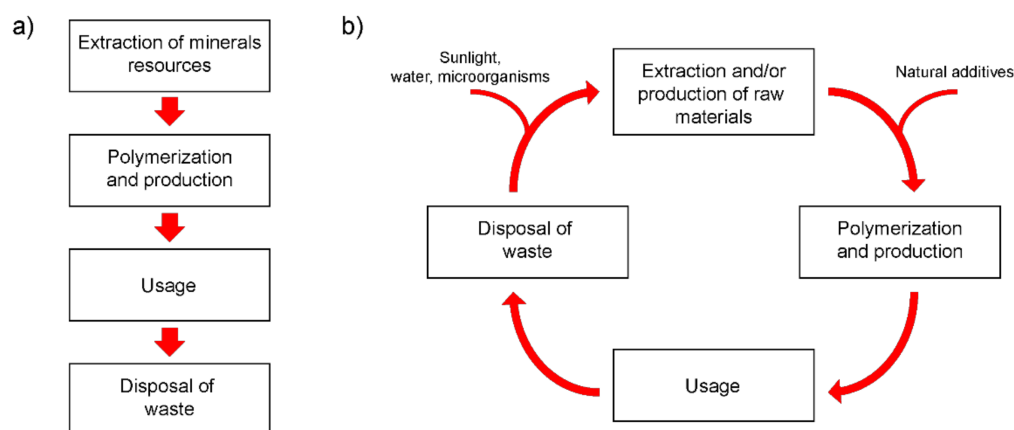 a)
Extraction of minerals
resources
Polymerization
and production
Usage
Disposal of
waste
b)
Sunlight,
water, microorganisms
Extraction and/or
production of raw
materials
Natural additives
Disposal of
waste
Polymerization
and production
Usage